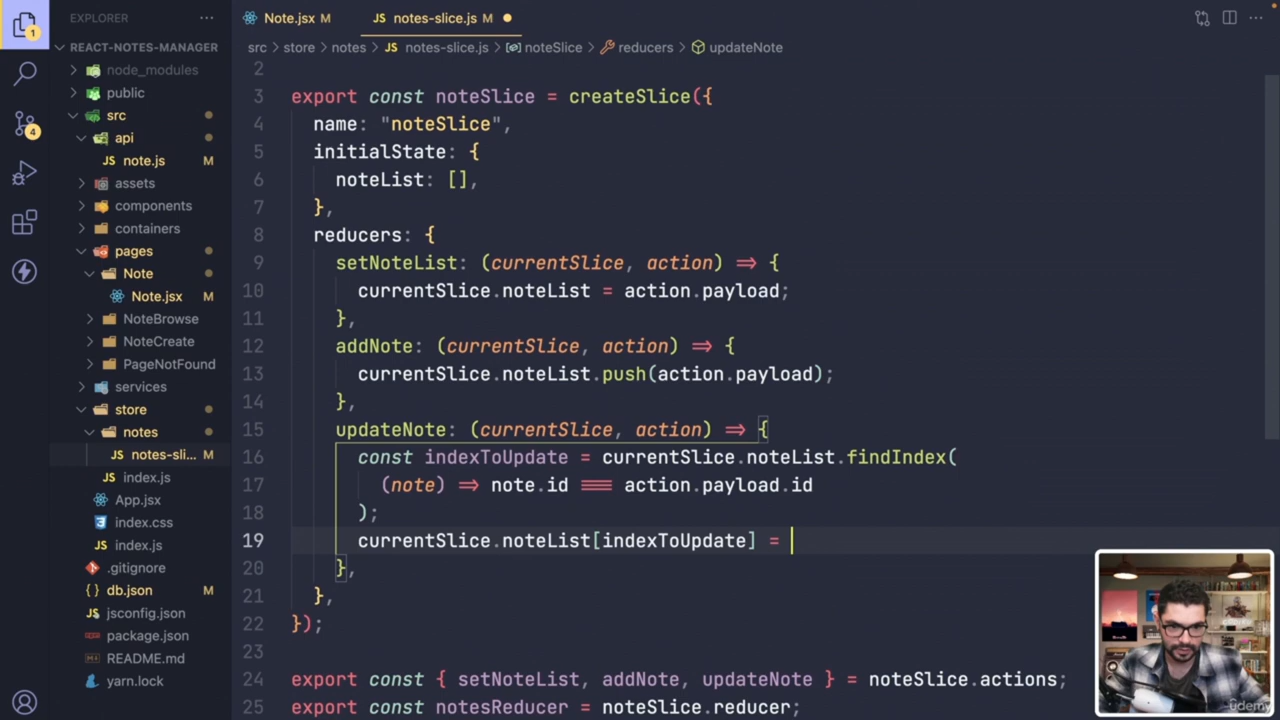 EXPLORER
REACT-NOTES-MANAGER
node_modules
public
src
api
note.js M
assets
components
containers
pages
Note
Note.jsx M
NoteBrowse
NoteCreate
PageNotFound
services
store
notes
notes-sli... M
index.js
App.jsx
index.css
index.js
.gitignore
db.json M
jsconfig.json
package.json
README.md
yarn.lock
1
4
Note.jsx M
notes-slice.js M
src > store > notes > JS notes-slice.js > noteSlice > reducers > updateNote
2
3 export const noteSlice = createSlice({
4 name: "noteSlice",
5 initialState: {
6 noteList: [],
7 },
8 reducers: {
9 setNoteList: (currentSlice, action) => {
10 currentSlice.noteList = action.payload;
11 },
12 addNote: (currentSlice, action) => {
13 currentSlice.noteList.push(action.payload);
14 },
15 updateNote: (currentSlice, action) => {
16 const indexToUpdate = currentSlice.noteList.findIndex(
17 (note) => note.id === action.payload.id
18 );
19 currentSlice.noteList[indexToUpdate] =
20 },
21 },
22 });
23
24 export const { setNoteList, addNote, updateNote } = noteSlice.actions;
25 export const notesReducer = noteSlice.reducer;
ûdemy